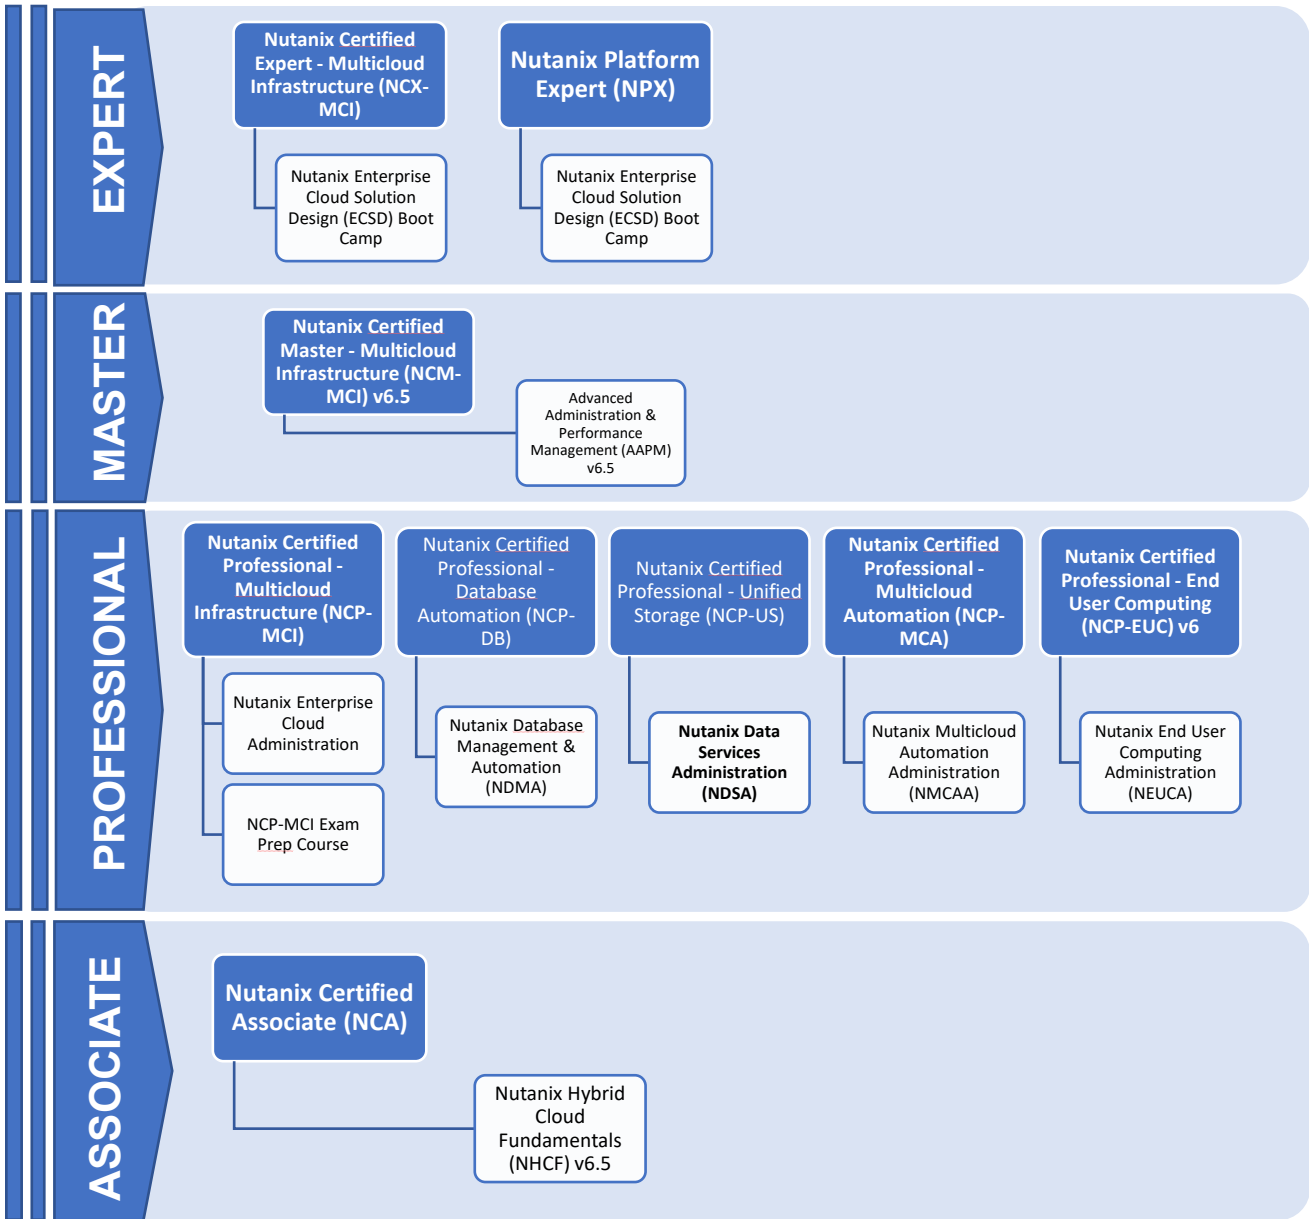 EXPERT
Nutanix Certified
Expert - Multicloud
Infrastructure (NCX-
MCI)
Nutanix Enterprise
Cloud Solution
Design (ECSD) Boot
Camp
Nutanix Platform
Expert (NPX)
Nutanix Enterprise
Cloud Solution
Design (ECSD) Boot
Camp
MASTER
Nutanix Certified
Master - Multicloud
Infrastructure (NCM-
MCI) v6.5
Advanced
Administration &
Performance
Management (AAPM)
v6.5
PROFESSIONAL
Nutanix Certified
Professional -
Multicloud
Infrastructure (NCP-
MCI)
Nutanix Enterprise
Cloud
Administration
NCP-MCI Exam
Prep Course
Nutanix Certified
Professional -
Database
Automation (NCP-
DB)
Nutanix Database
Management &
Automation
(NDMA)
Nutanix Certified
Professional - Unified
Storage (NCP-US)
Nutanix Data
Services
Administration
(NDSA)
Nutanix Certified
Professional -
Multicloud
Automation (NCP-
MCA)
Nutanix Multicloud
Automation
Administration
(NMCAA)
Nutanix Certified
Professional - End
User Computing
(NCP-EUC) v6
Nutanix End User
Computing
Administration
(NEUCA)
ASSOCIATE
Nutanix Certified
Associate (NCA)
Nutanix Hybrid
Cloud
Fundamentals
(NHCF) v6.5